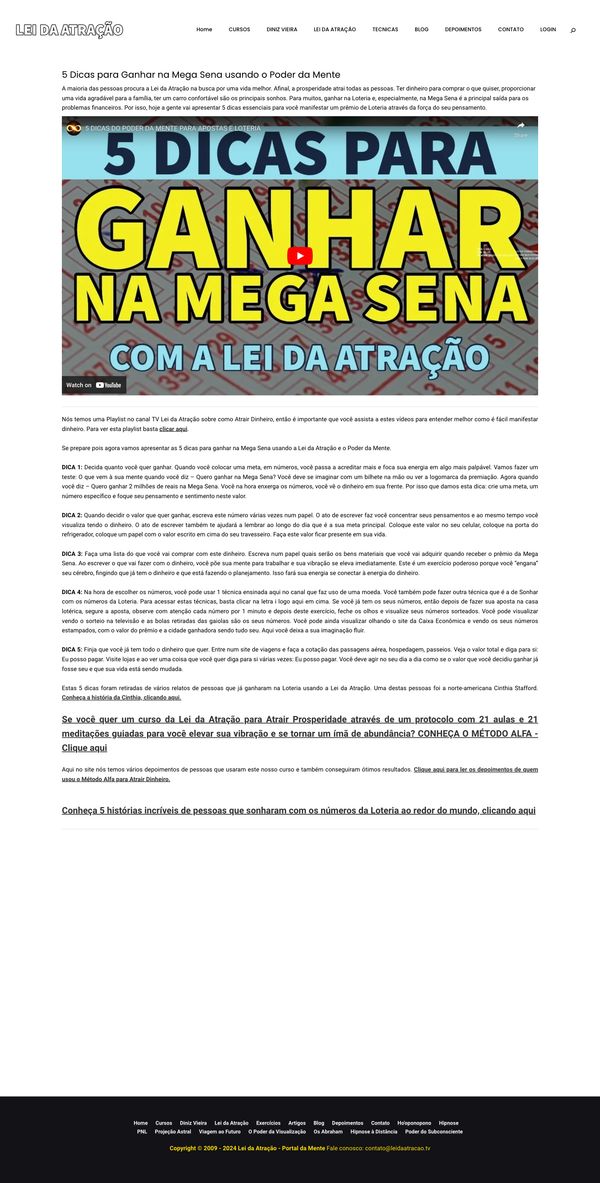 LEI DA ATRAÇÃO
Home CURSOS DINIZ VIEIRA LEI DA ATRAÇÃO TECNICAS BLOG DEPOIMENTOS CONTATO LOGIN
5 Dicas para Ganhar na Mega Sena usando o Poder da Mente
A maioria das pessoas procura a Lei da Atração na busca por uma vida melhor. Afinal, a prosperidade atrai todas as pessoas. Ter dinheiro para comprar o que quiser, proporcionar
uma vida agradável para a família, ter um carro confortável são os principais sonhos. Para muitos, ganhar na Loteria e, especialmente, na Mega Sena é a principal saída para os
problemas financeiros. Por isso, hoje a gente vai apresentar 5 dicas essenciais para você manifestar um prêmio de Loteria através da força do seu pensamento.
5 DICAS DO PODER DA MENTE PARA APOSTAS E LOTERIA
Share
5 DICAS PARA
GANHAR
NA MEGA SENA
COM A LEI DA ATRAÇÃO
Watch on YouTube
Nós temos uma Playlist no canal TV Lei da Atração sobre como Atrair Dinheiro, então é importante que você assista a estes vídeos para entender melhor como é fácil manifestar
dinheiro. Para ver esta playlist basta clicar aqui.
Se prepare pois agora vamos apresentar as 5 dicas para ganhar na Mega Sena usando a Lei da Atração e o Poder da Mente.
DICA 1: Decida quanto você quer ganhar. Quando você colocar uma meta, em números, você passa a acreditar mais e foca sua energia em algo mais palpável. Vamos fazer um
teste: O que vem à sua mente quando você diz – Quero ganhar na Mega Sena? Você deve se imaginar com um bilhete na mão ou ver a logomarca da premiação. Agora quando
você diz – Quero ganhar 2 milhões de reais na Mega Sena. Você na hora enxerga os números, você vê o dinheiro em sua frente. Por isso que damos esta dica: crie uma meta, um
número específico e foque seu pensamento e sentimento neste valor.
DICA 2: Quando decidir o valor que quer ganhar, escreva este número várias vezes num papel. O ato de escrever faz você concentrar seus pensamentos e ao mesmo tempo você
visualiza tendo o dinheiro. O ato de escrever também te ajudará a lembrar ao longo do dia que é a sua meta principal. Coloque este valor no seu celular, coloque na porta do
refrigerador, coloque um papel com o valor escrito em cima do seu travesseiro. Faça este valor ficar presente em sua vida.
DICA 3: Faça uma lista do que você vai comprar com este dinheiro. Escreva num papel quais serão os bens materiais que você vai adquirir quando receber o prêmio da Mega
Sena. Ao escrever o que vai fazer com o dinheiro, você põe sua mente para trabalhar e sua vibração se eleva imediatamente. Este é um exercício poderoso porque você “engana”
seu cérebro, fingindo que já tem o dinheiro e que está fazendo o planejamento. Isso fará sua energia se conectar à energia do dinheiro.
DICA 4: Na hora de escolher os números, você pode usar 1 técnica ensinada aqui no canal que faz uso de uma moeda. Você também pode fazer outra técnica que é a de Sonhar
com os números da Loteria. Para acessar estas técnicas, basta clicar na letra i logo aqui em cima. Se você já tem os seus números, então depois de fazer sua aposta na casa
lotérica, segure a aposta, observe com atenção cada número por 1 minuto e depois deste exercício, feche os olhos e visualize seus números sorteados. Você pode visualizar
vendo o sorteio na televisão e as bolas retiradas das gaiolas são os seus números. Você pode ainda visualizar olhando o site da Caixa Econômica e vendo os seus números
estampados, com o valor do prêmio e a cidade ganhadora sendo tudo seu. Aqui você deixa a sua imaginação fluir.
DICA 5: Finja que você já tem todo o dinheiro que quer. Entre num site de viagens e faça a cotação das passagens aérea, hospedagem, passeios. Veja o valor total e diga para si:
Eu posso pagar. Visite lojas e ao ver uma coisa que você quer diga para si várias vezes: Eu posso pagar. Você deve agir no seu dia a dia como se o valor que você decidiu ganhar já
fosse seu e que sua vida está sendo mudada.
Estas 5 dicas foram retiradas de vários relatos de pessoas que já ganharam na Loteria usando a Lei da Atração. Uma destas pessoas foi a norte-americana Cinthia Stafford.
Conheça a história da Cinthia, clicando aqui.
Se você quer um curso da Lei da Atração para Atrair Prosperidade através de um protocolo com 21 aulas e 21
meditações guiadas para você elevar sua vibração e se tornar um ímã de abundância? CONHEÇA O MÉTODO ALFA -
Clique aqui
Aqui no site nós temos vários depoimentos de pessoas que usaram este nosso curso e também conseguiram ótimos resultados. Clique aqui para ler os depoimentos de quem
usou o Método Alfa para Atrair Dinheiro.
Conheça 5 histórias incríveis de pessoas que sonharam com os números da Loteria ao redor do mundo, clicando aqui
Home Cursos Diniz Vieira Lei da Atração Exercícios Artigos Blog Depoimentos Contato Ho'oponopono Hipnose
PNL Projeção Astral Viagem ao Futuro O Poder da Visualização Os Abraham Hipnose à Distância Poder do Subconsciente
Copyright © 2009 - 2024 Lei da Atração - Portal da Mente Fale conosco: contato@leidaatracao.tv